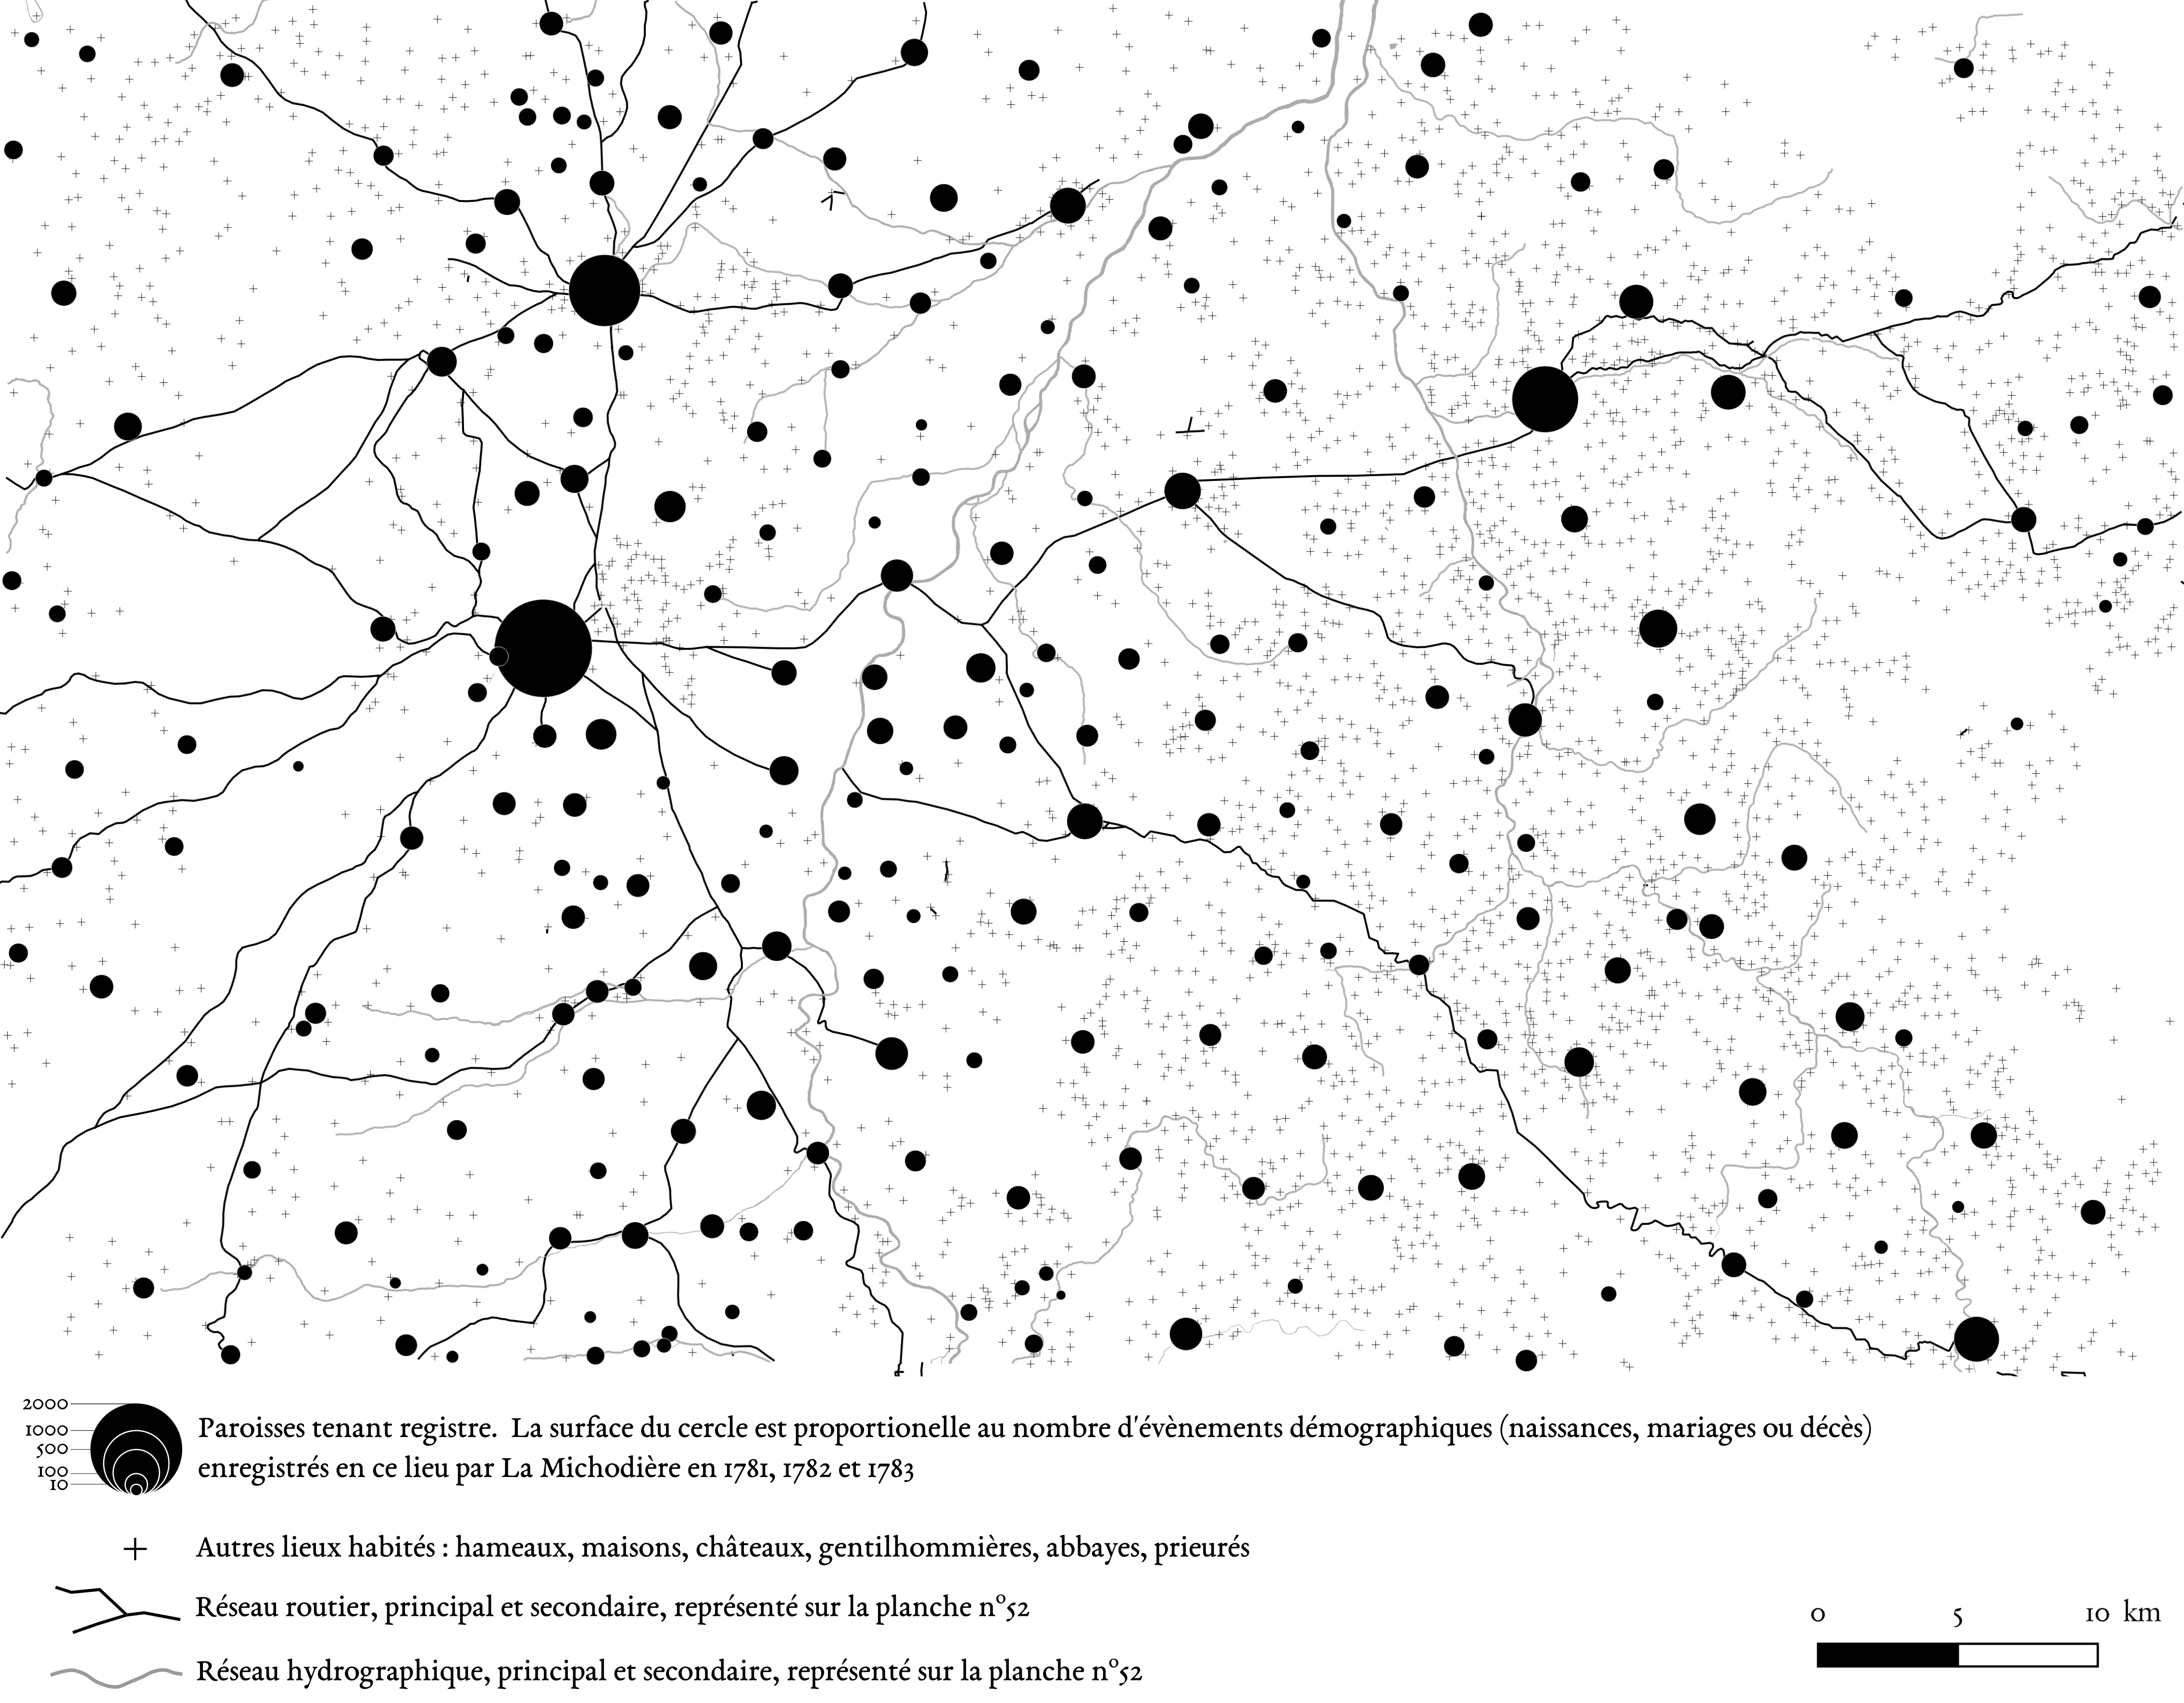 2000
1000
500
100
10
Paroisses tenant registre. La surface du cercle est proportionelle au nombre d'évènements démographiques (naissances, mariages ou décès)
enregistrés en ce lieu par La Michodière en 1781, 1782 et 1783
Autres lieux habités : hameaux, maisons, châteaux, gentilhommières, abbayes, prieurés
Réseau routier, principal et secondaire, représenté sur la planche n°52
0 5 10 km
Réseau hydrographique, principal et secondaire, représenté sur la planche n°52